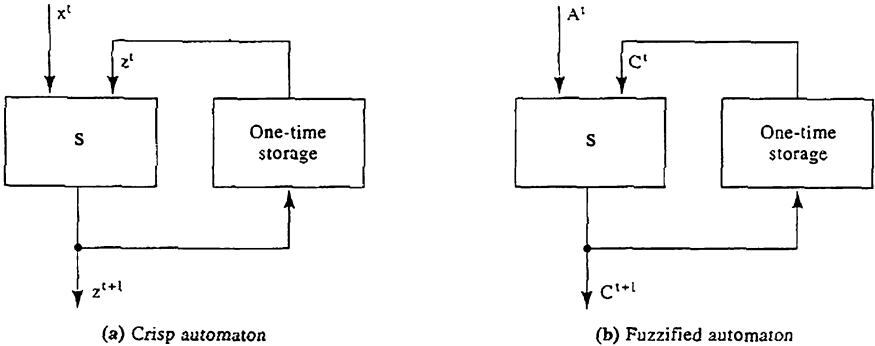 x^t
z^t
S
One-time
storage
z^{t+1}
(a) Crisp automaton
A^t
C^t
S
One-time
storage
C^{t+1}
(b) Fuzzified automaton